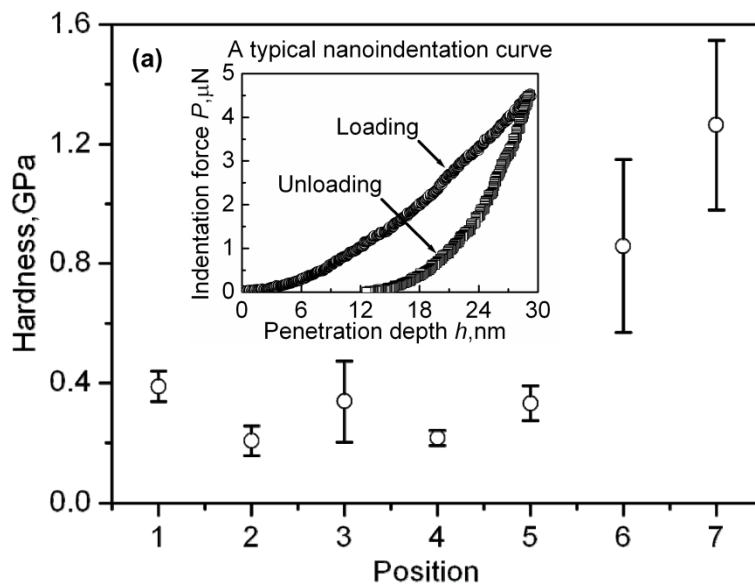 1.6
(a)
A typical nanoindentation curve
5
4
3
2
1
0
Indentation force P,μN
Loading
Unloading
0 6 12 18 24 30
Penetration depth h,nm
1.2
0.8
0.4
0.0
Hardness,GPa
1 2 3 4 5 6 7
Position